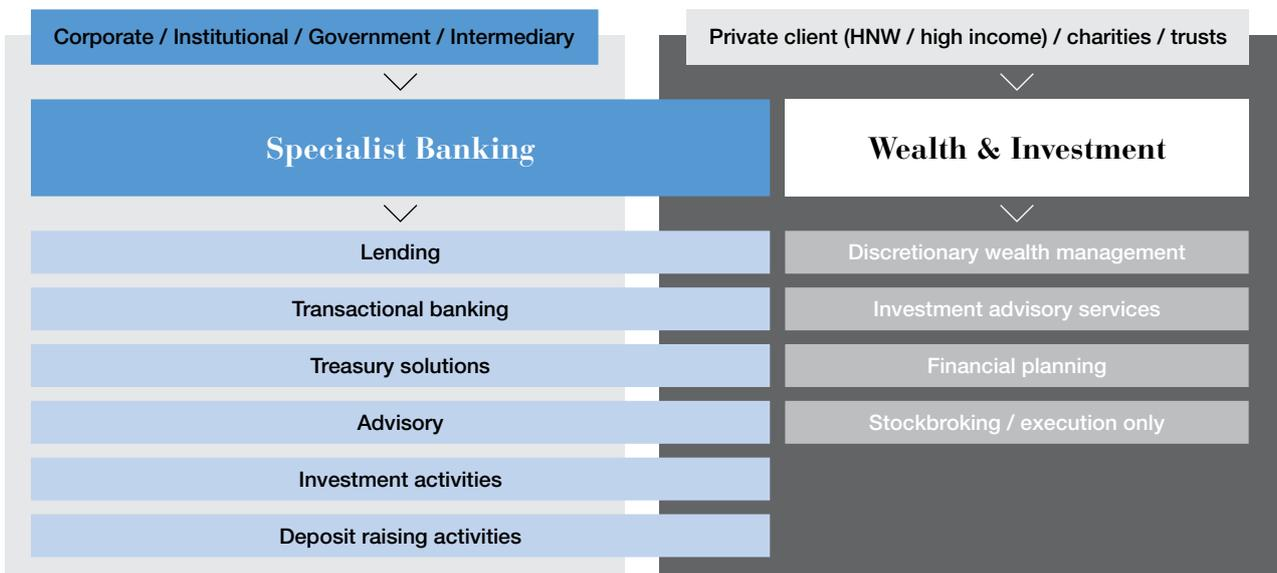 Corporate / Institutional / Government / Intermediary
Private client (HNW / high income) / charities / trusts
Specialist Banking
Wealth & Investment
Lending
Transactional banking
Treasury solutions
Advisory
Investment activities
Deposit raising activities
Discretionary wealth management
Investment advisory services
Financial planning
Stockbroking / execution only